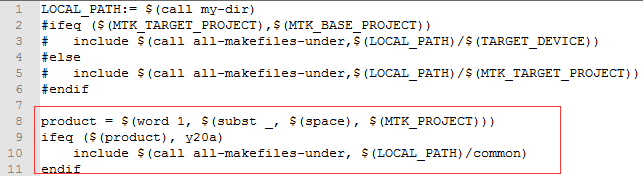 1 LOCAL_PATH:= $(call my-dir)
2 #ifeq ($(MTK_TARGET_PROJECT),$(MTK_BASE_PROJECT))
3 #   include $(call all-makefiles-under,$(LOCAL_PATH)/$(TARGET_DEVICE))
4 #else
5 #   include $(call all-makefiles-under,$(LOCAL_PATH)/$(MTK_TARGET_PROJECT))
6 #endif
7
8 product = $(word 1, $(subst _, $(space), $(MTK_PROJECT)))
9 ifeq ($(product), y20a)
10    include $(call all-makefiles-under, $(LOCAL_PATH)/common)
11 endif